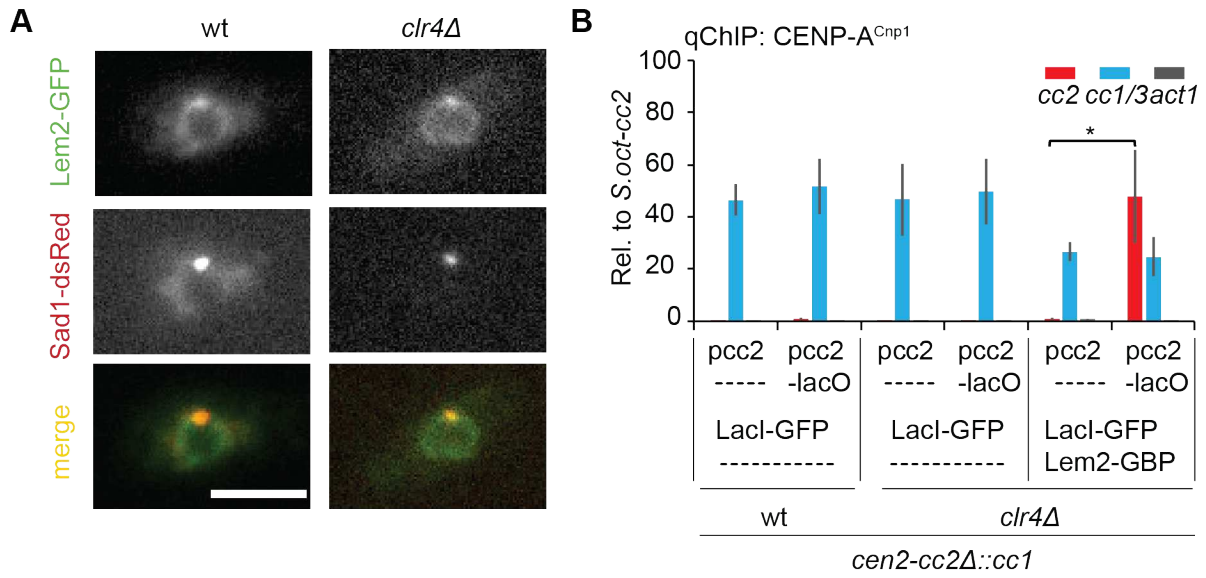 A
wt
clr4Δ
Lem2-GFP
Sad1-dsRed
merge
B
qChIP: CENP-A^Cnp1
cc2 cc1/3 act1
Rel. to S.oct-cc2
100
80
60
40
20
0
*
pcc2 pcc2 pcc2 pcc2 pcc2 pcc2
----- -lacO ----- -lacO ----- -lacO
LacI-GFP LacI-GFP LacI-GFP
----------- ----------- Lem2-GBP
wt clr4Δ
cen2-cc2Δ::cc1